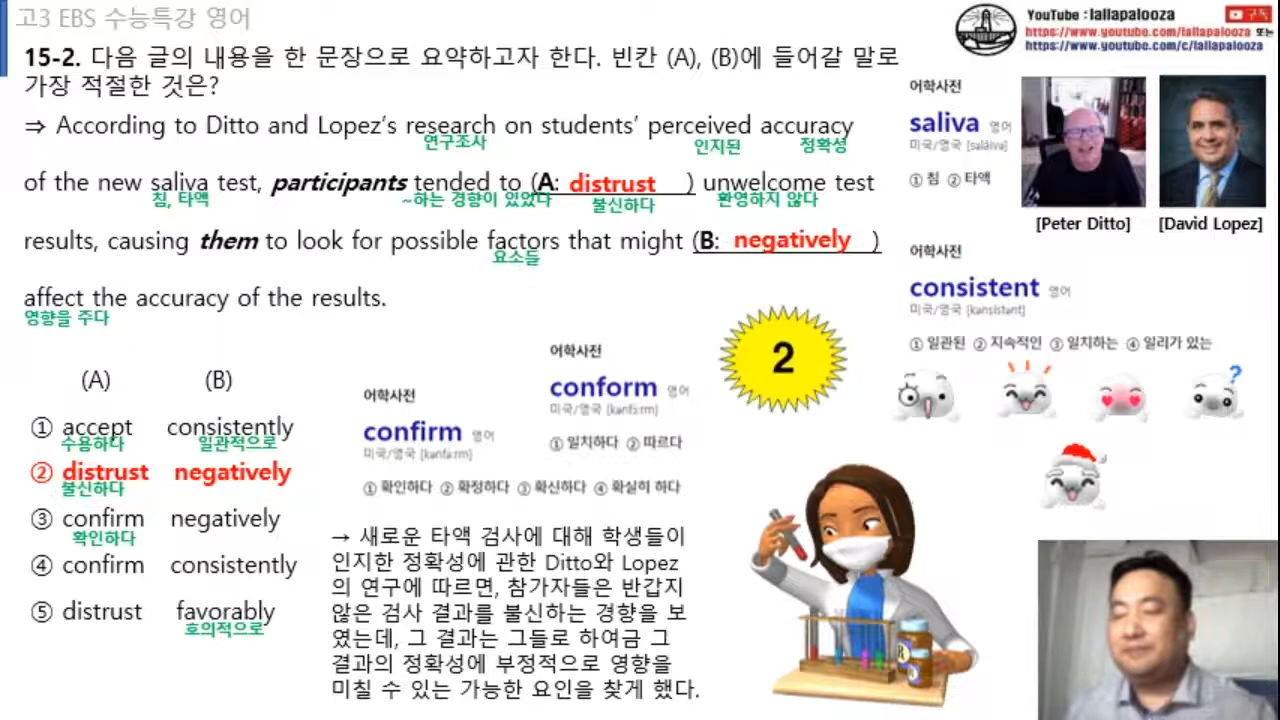 고3 EBS 수능특강 영어
YouTube : lallapalooza
구독
https://www.youtube.com/lallapalooza 또는
https://www.youtube.com/c/lallapalooza
15-2. 다음 글의 내용을 한 문장으로 요약하고자 한다. 빈칸 (A), (B)에 들어갈 말로
가장 적절한 것은?
⇒ According to Ditto and Lopez's research on students' perceived accuracy
연구조사 인지된 정확성
of the new saliva test, participants tended to (A: distrust ) unwelcome test
침, 타액 ~하는 경향이 있었다 불신하다 환영하지 않다
results, causing them to look for possible factors that might (B: negatively )
요소들
affect the accuracy of the results.
영향을 주다
어학사전
saliva 영어
미국/영국 [səláivə]
① 침 ② 타액
[Peter Ditto] [David Lopez]
어학사전
consistent 영어
미국/영국 [kənsístənt]
① 일관된 ② 지속적인 ③ 일치하는 ④ 일리가 있는
?
2
(A) (B)
① accept consistently
수용하다 일관적으로
② distrust negatively
불신하다
③ confirm negatively
확인하다
④ confirm consistently
⑤ distrust favorably
호의적으로
어학사전
confirm 영어
미국/영국 [kənfə́ːrm]
① 확인하다 ② 확정하다 ③ 확신하다 ④ 확실히 하다
어학사전
conform 영어
미국/영국 [kənfɔ́ːrm]
① 일치하다 ② 따르다
→ 새로운 타액 검사에 대해 학생들이
인지한 정확성에 관한 Ditto와 Lopez
의 연구에 따르면, 참가자들은 반갑지
않은 검사 결과를 불신하는 경향을 보
였는데, 그 결과는 그들로 하여금 그
결과의 정확성에 부정적으로 영향을
미칠 수 있는 가능한 요인을 찾게 했다.